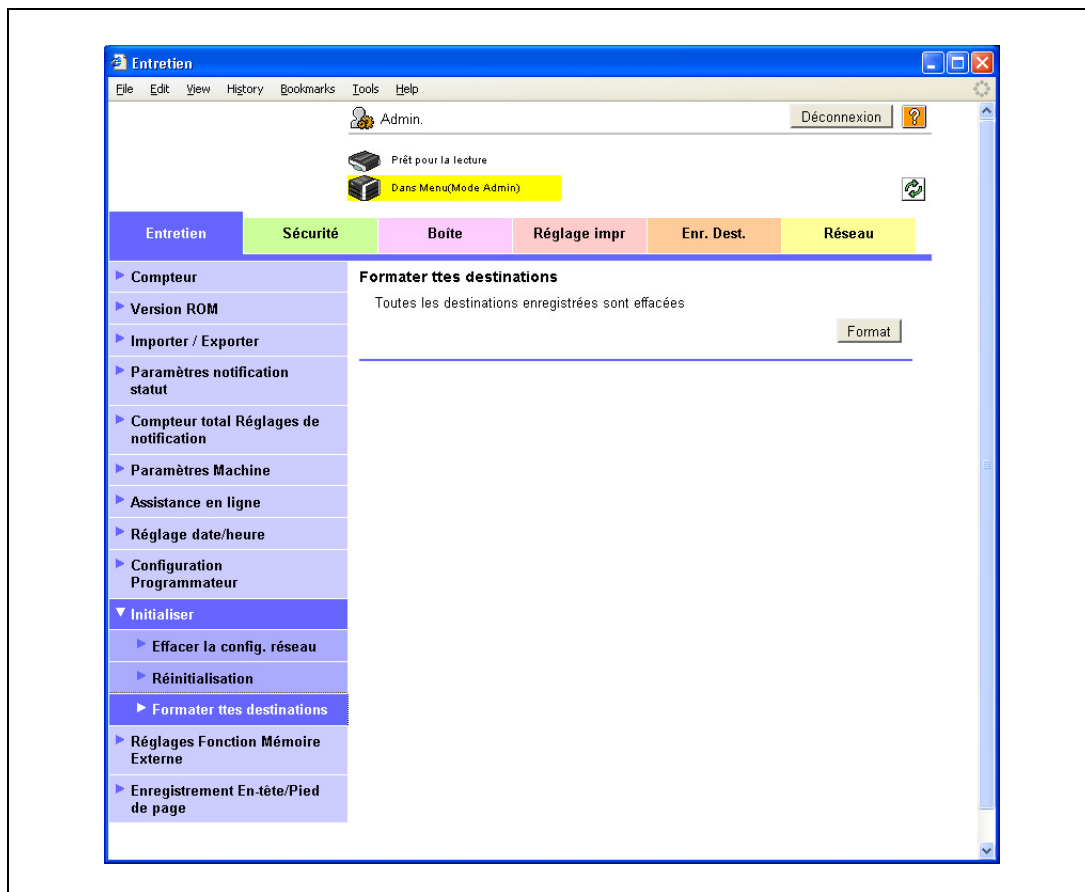 Entretien
File Edit View History Bookmarks Tools Help
Admin.
Déconnexion
?
Prêt pour la lecture
Dans Menu(Mode Admin)
Entretien Sécurité Boîte Réglage impr Enr. Dest. Réseau
Compteur
Version ROM
Importer / Exporter
Paramètres notification
statut
Compteur total Réglages de
notification
Paramètres Machine
Assistance en ligne
Réglage date/heure
Configuration
Programmateur
Initialiser
Effacer la config. réseau
Réinitialisation
Formater ttes destinations
Réglages Fonction Mémoire
Externe
Enregistrement En-tête/Pied
de page
Formater ttes destinations
Toutes les destinations enregistrées sont effacées
Format